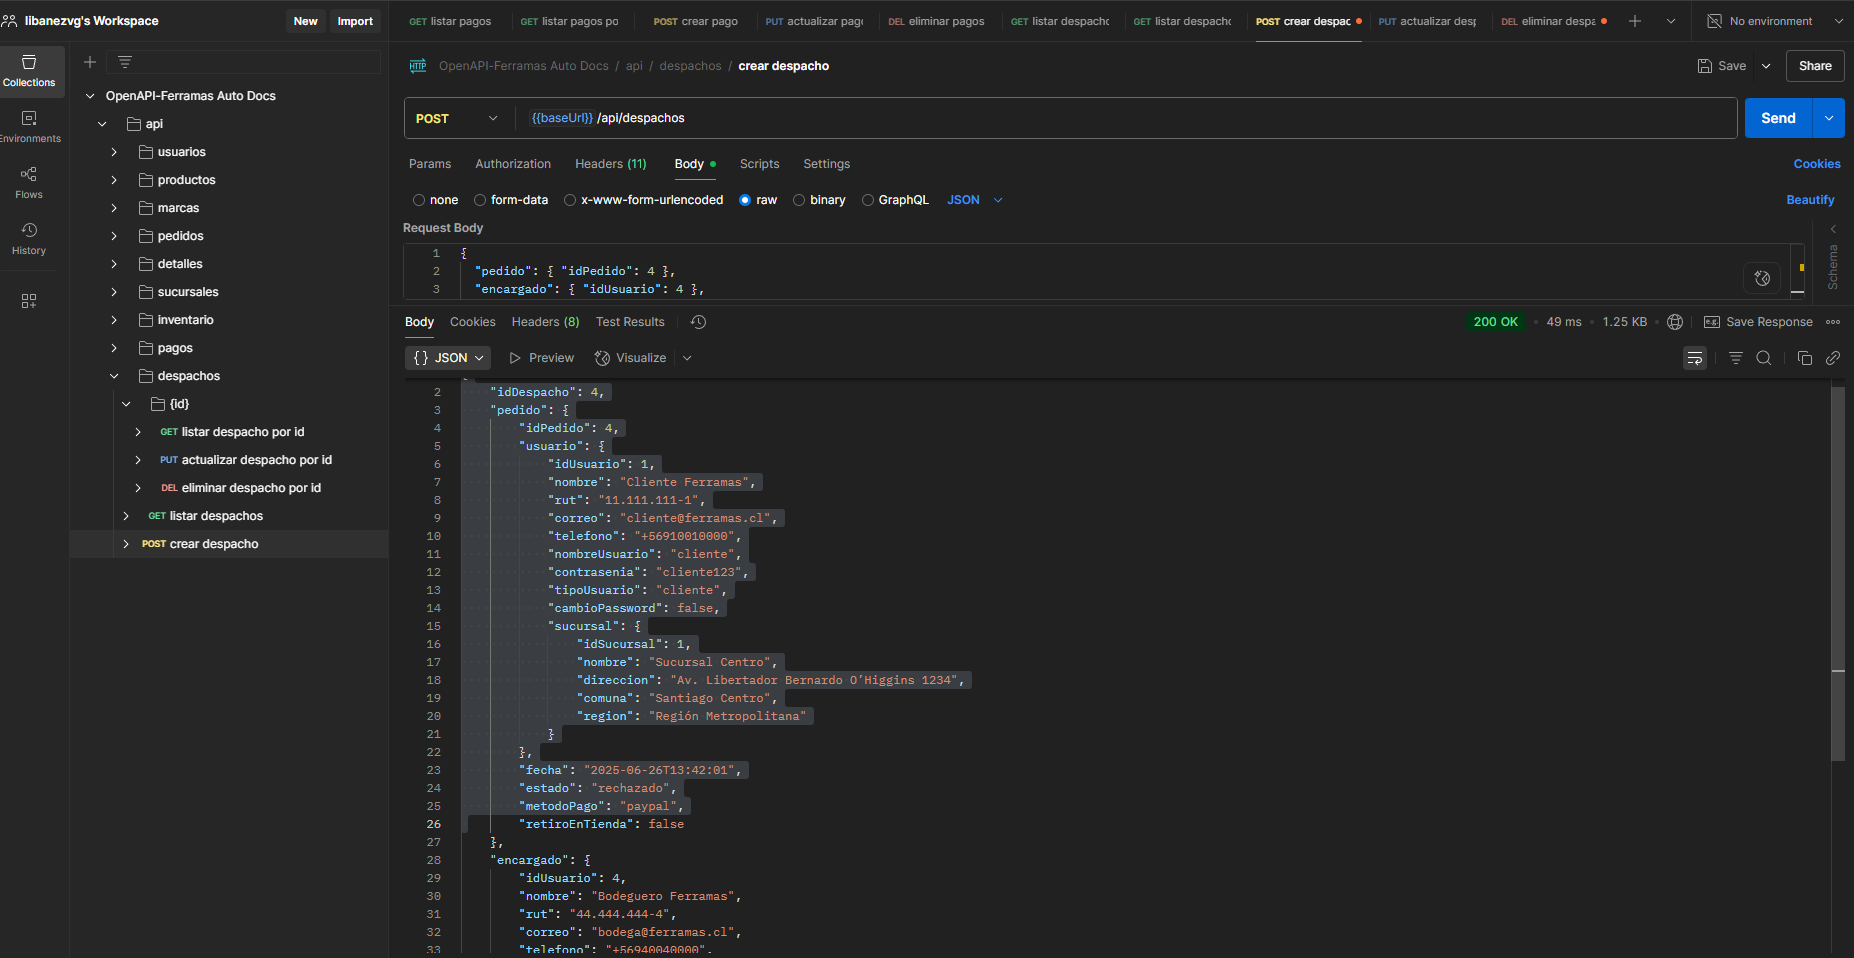 libanezvg's Workspace
New
Import
GET listar pagos
GET listar pagos po
POST crear pago
PUT actualizar pag
DEL eliminar pagos
GET listar despacho
GET listar despacho
POST crear despac
PUT actualizar desp
DEL eliminar despa
No environment
Collections
Environments
Flows
History
OpenAPI-Ferramas Auto Docs
api
usuarios
productos
marcas
pedidos
detalles
sucursales
inventario
pagos
despachos
{id}
GET listar despacho por id
PUT actualizar despacho por id
DEL eliminar despacho por id
GET listar despachos
POST crear despacho
HTTP OpenAPI-Ferramas Auto Docs / api / despachos / crear despacho
Save
Share
POST
{{baseUrl}} /api/despachos
Send
Params Authorization Headers (11) Body Scripts Settings
Cookies
none form-data x-www-form-urlencoded raw binary GraphQL JSON
Beautify
Request Body
Schema
1 {
2 "pedido": { "idPedido": 4 },
3 "encargado": { "idUsuario": 4 },
Body Cookies Headers (8) Test Results
200 OK • 49 ms • 1.25 KB
e.g. Save Response
{} JSON Preview Visualize
2 "idDespacho": 4,
3 "pedido": {
4 "idPedido": 4,
5 "usuario": {
6 "idUsuario": 1,
7 "nombre": "Cliente Ferramas",
8 "rut": "11.111.111-1",
9 "correo": "cliente@ferramas.cl",
10 "telefono": "+56910010000",
11 "nombreUsuario": "cliente",
12 "contrasenia": "cliente123",
13 "tipoUsuario": "cliente",
14 "cambioPassword": false,
15 "sucursal": {
16 "idSucursal": 1,
17 "nombre": "Sucursal Centro",
18 "direccion": "Av. Libertador Bernardo O’Higgins 1234",
19 "comuna": "Santiago Centro",
20 "region": "Región Metropolitana"
21 }
22 },
23 "fecha": "2025-06-26T13:42:01",
24 "estado": "rechazado",
25 "metodoPago": "paypal",
26 "retiroEnTienda": false
27 },
28 "encargado": {
29 "idUsuario": 4,
30 "nombre": "Bodeguero Ferramas",
31 "rut": "44.444.444-4",
32 "correo": "bodega@ferramas.cl",
33 "telefono": "+56940040000",